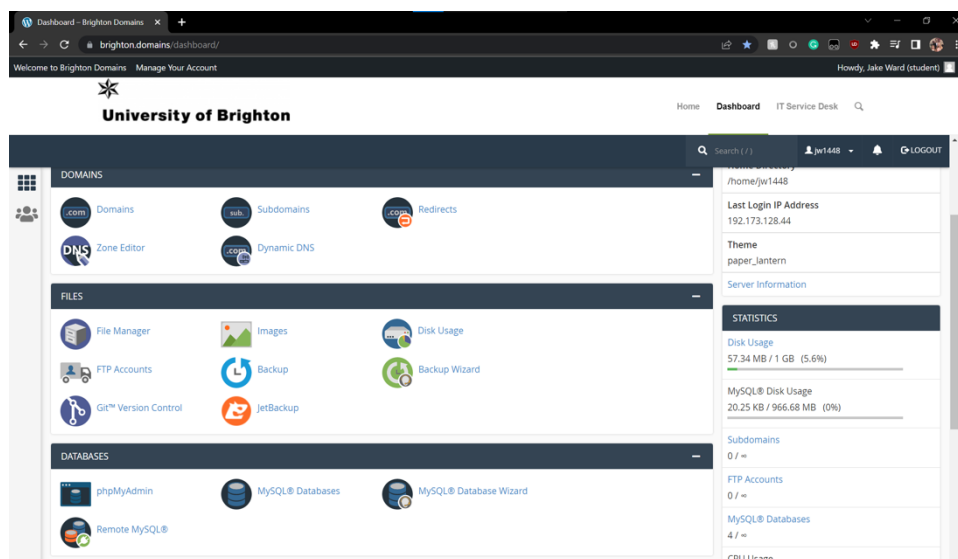 Dashboard – Brighton Domains
brighton.domains/dashboard/
Welcome to Brighton Domains Manage Your Account Howdy, Jake Ward (student)
University of Brighton
Home Dashboard IT Service Desk
Search ( / ) jw1448 LOGOUT
DOMAINS
Domains Subdomains Redirects
Zone Editor Dynamic DNS
FILES
File Manager Images Disk Usage
FTP Accounts Backup Backup Wizard
Git™ Version Control JetBackup
DATABASES
phpMyAdmin MySQL® Databases MySQL® Database Wizard
Remote MySQL®
Home Directory
/home/jw1448
Last Login IP Address
192.173.128.44
Theme
paper_lantern
Server Information
STATISTICS
Disk Usage
57.34 MB / 1 GB (5.6%)
MySQL® Disk Usage
20.25 KB / 966.68 MB (0%)
Subdomains
0 / ∞
FTP Accounts
0 / ∞
MySQL® Databases
4 / ∞
CPU Usage